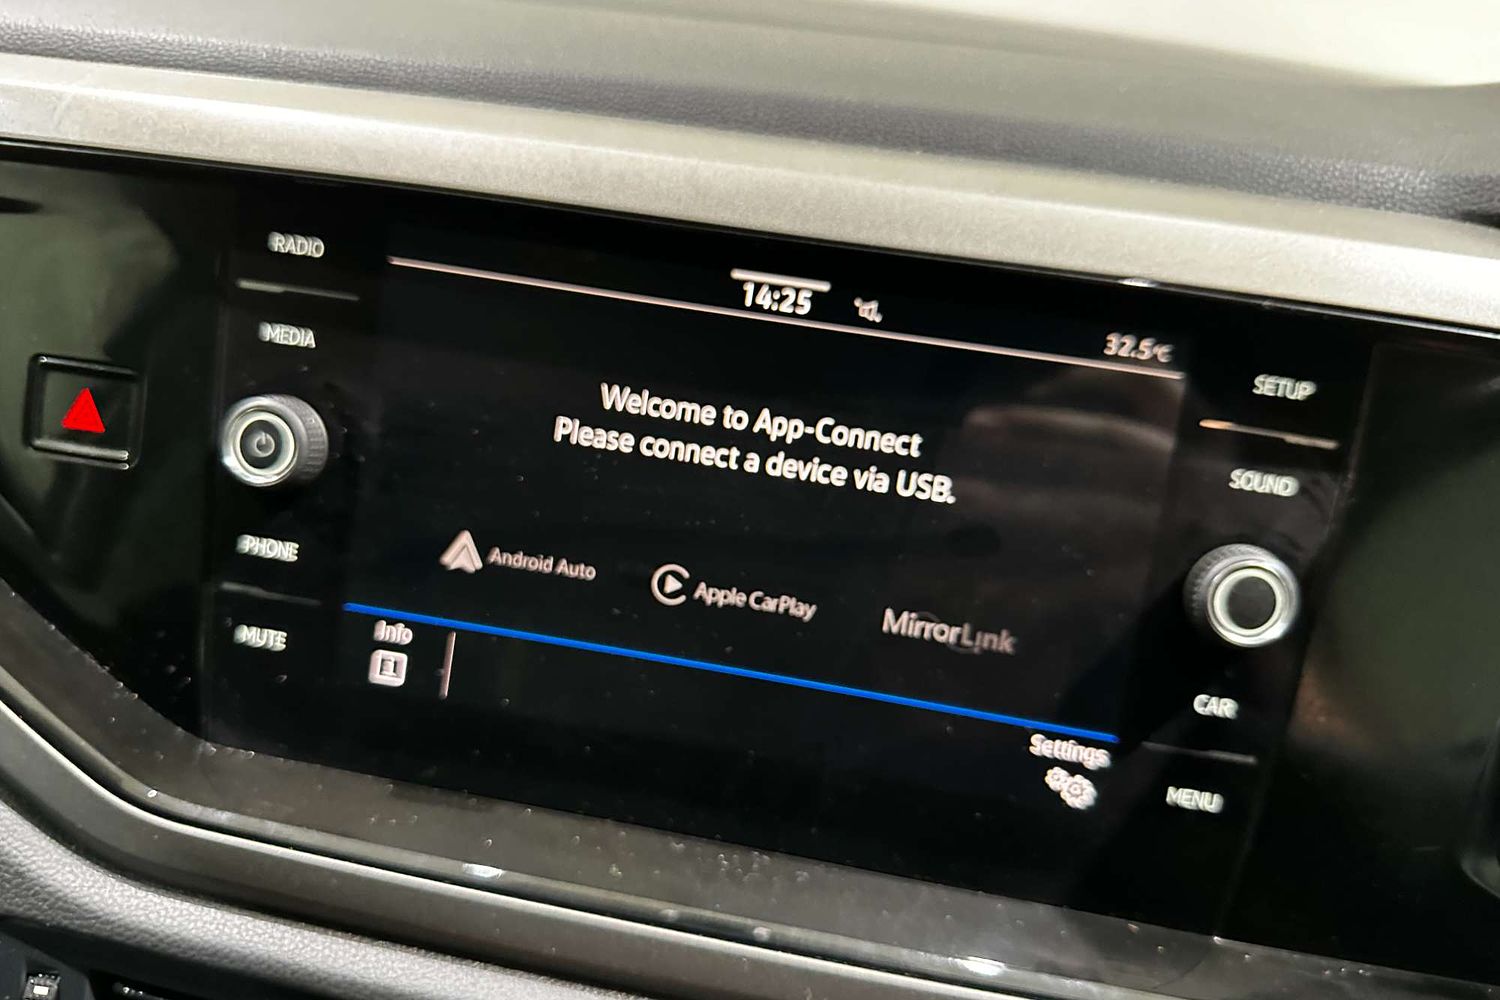 RADIO
MEDIA
PHONE
MUTE
14:25
32.5°C
Welcome to App-Connect
Please connect a device via USB.
Android Auto
Apple CarPlay
MirrorLink
Info
Settings
SETUP
SOUND
CAR
MENU